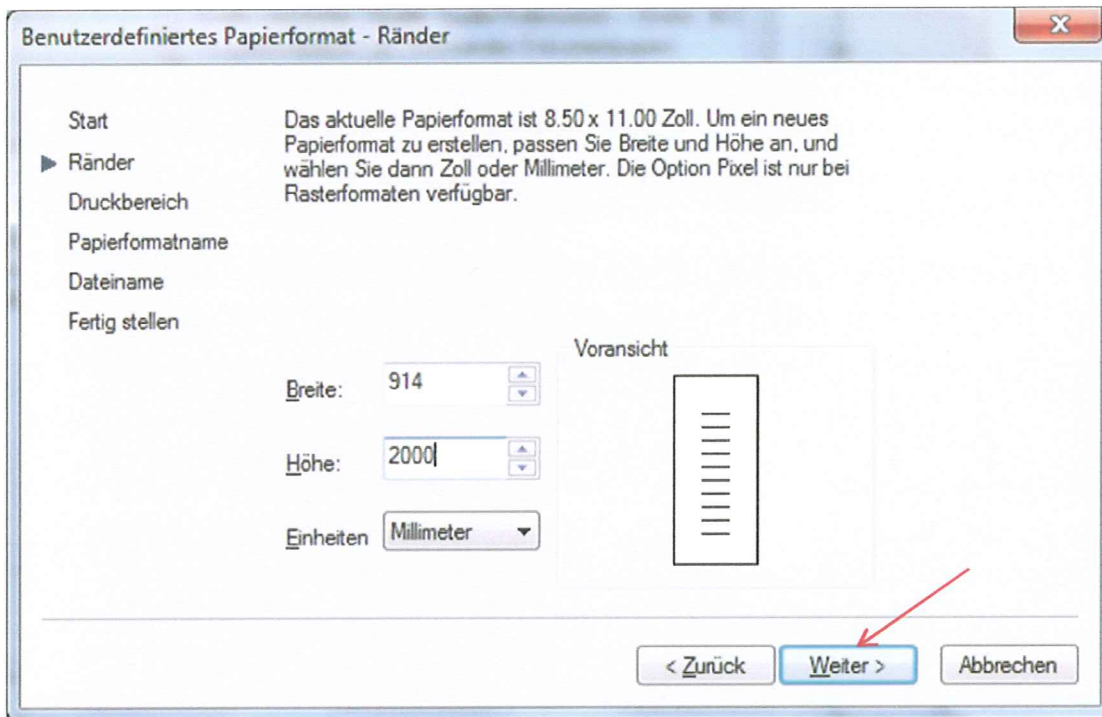 Benutzerdefiniertes Papierformat - Ränder
Start
Ränder
Druckbereich
Papierformatname
Dateiname
Fertig stellen
Das aktuelle Papierformat ist 8.50 x 11.00 Zoll. Um ein neues
Papierformat zu erstellen, passen Sie Breite und Höhe an, und
wählen Sie dann Zoll oder Millimeter. Die Option Pixel ist nur bei
Rasterformaten verfügbar.
Breite: 914
Höhe: 2000
Einheiten Millimeter
Voransicht
< Zurück
Weiter >
Abbrechen